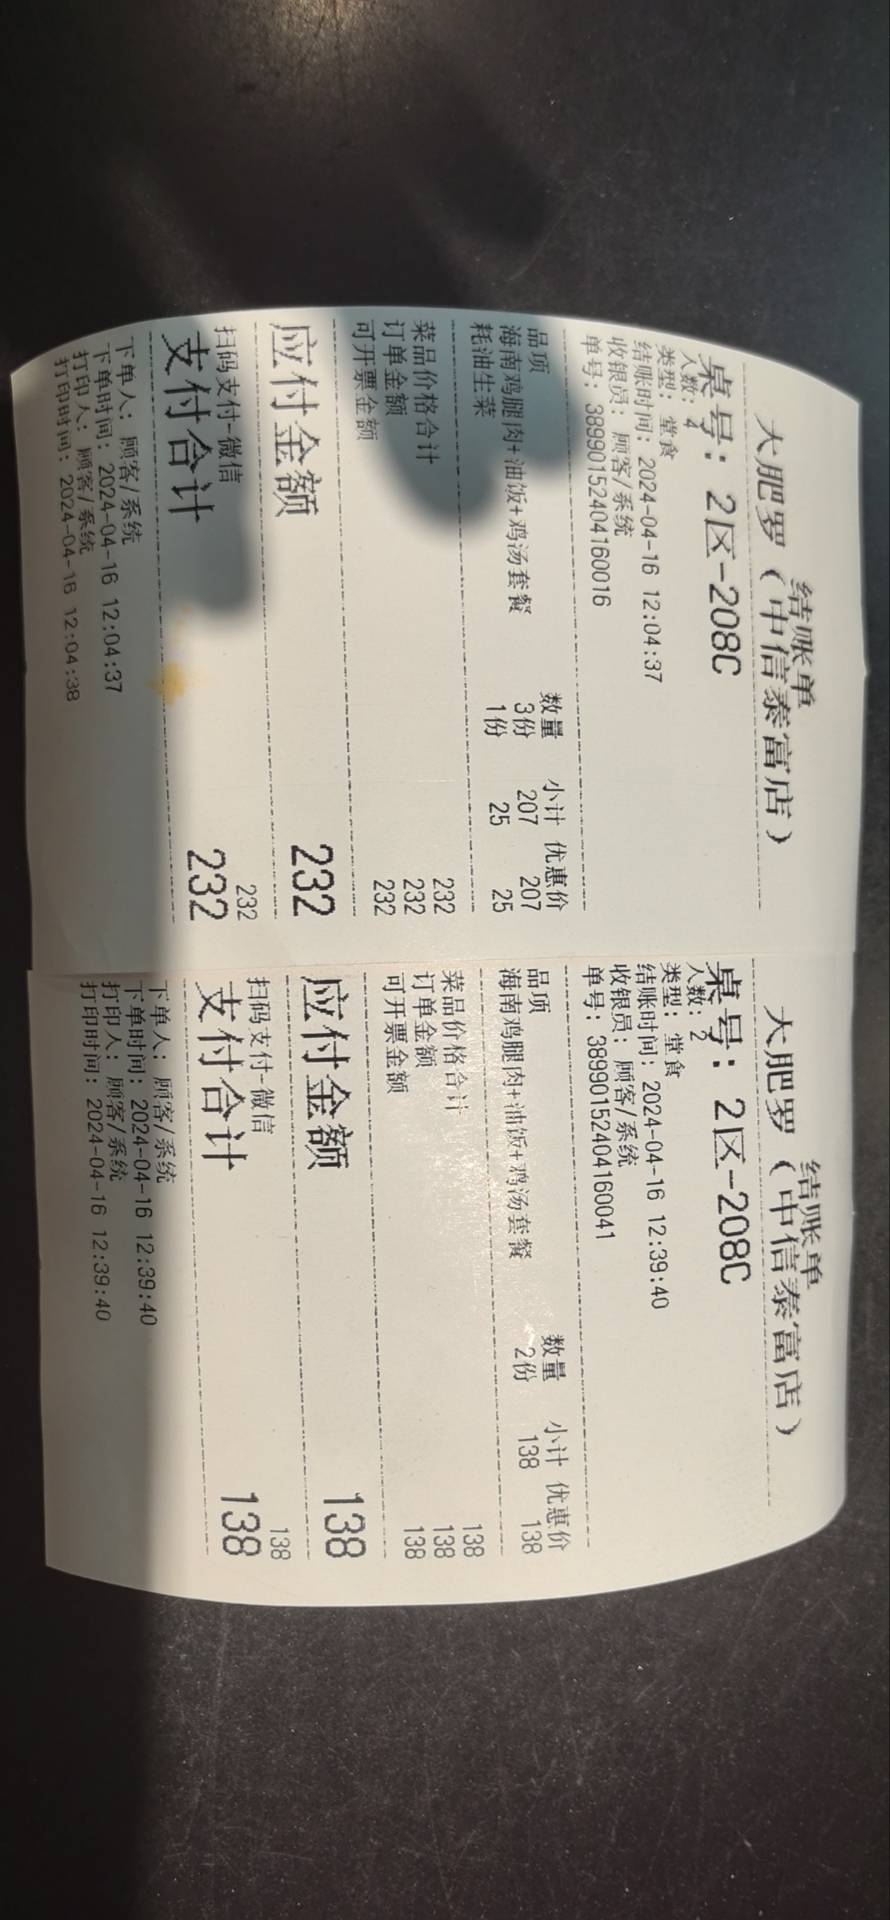 结账单
大肥罗（中信泰富店）
桌号：2区-208C
人数：4
类型：堂食
结账时间：2024-04-16 12:04:37
收银员：顾客/系统
单号：38990152404160016
品项 数量 小计 优惠价
海南鸡腿肉+油饭+鸡汤套餐 3份 207 207
耗油生菜 1份 25 25
菜品价格合计 232
订单金额 232
可开票金额 232
应付金额 232
扫码支付-微信 232
支付合计 232
下单人：顾客/系统
下单时间：2024-04-16 12:04:37
打印人：顾客/系统
打印时间：2024-04-16 12:04:38
结账单
大肥罗（中信泰富店）
桌号：2区-208C
人数：2
类型：堂食
结账时间：2024-04-16 12:39:40
收银员：顾客/系统
单号：38990152404160041
品项 数量 小计 优惠价
海南鸡腿肉+油饭+鸡汤套餐 2份 138 138
菜品价格合计 138
订单金额 138
可开票金额 138
应付金额 138
扫码支付-微信 138
支付合计 138
下单人：顾客/系统
下单时间：2024-04-16 12:39:40
打印人：顾客/系统
打印时间：2024-04-16 12:39:40